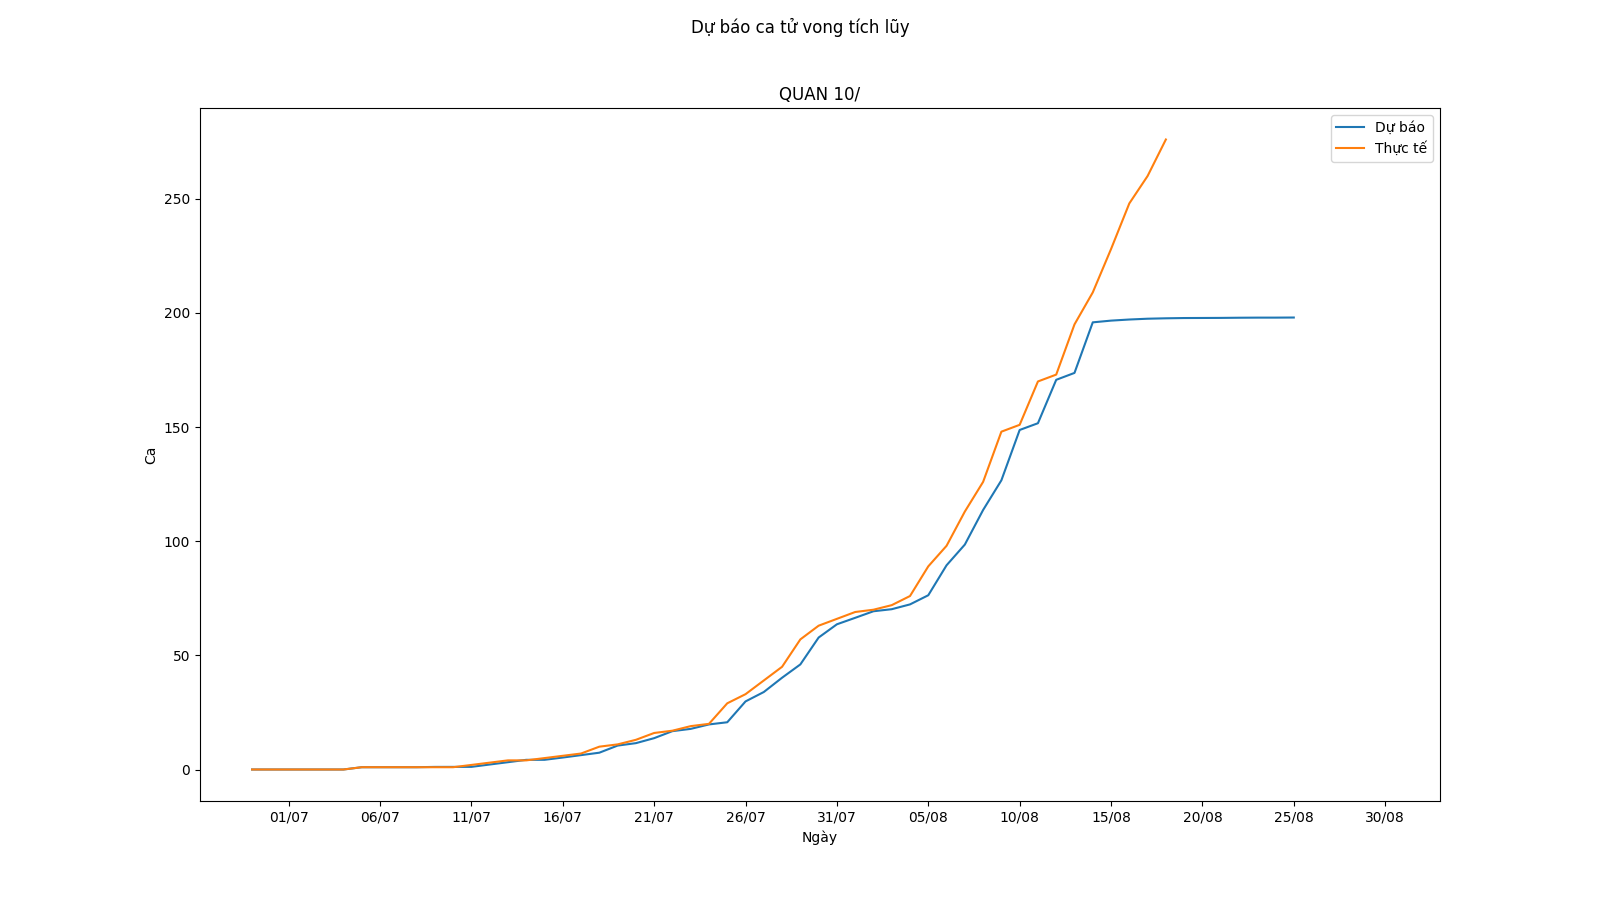 Dự báo ca tử vong tích lũy
QUAN 10/
Dự báo
Thực tế
250
200
150
100
50
0
Ca
01/07 06/07 11/07 16/07 21/07 26/07 31/07 05/08 10/08 15/08 20/08 25/08 30/08
Ngày